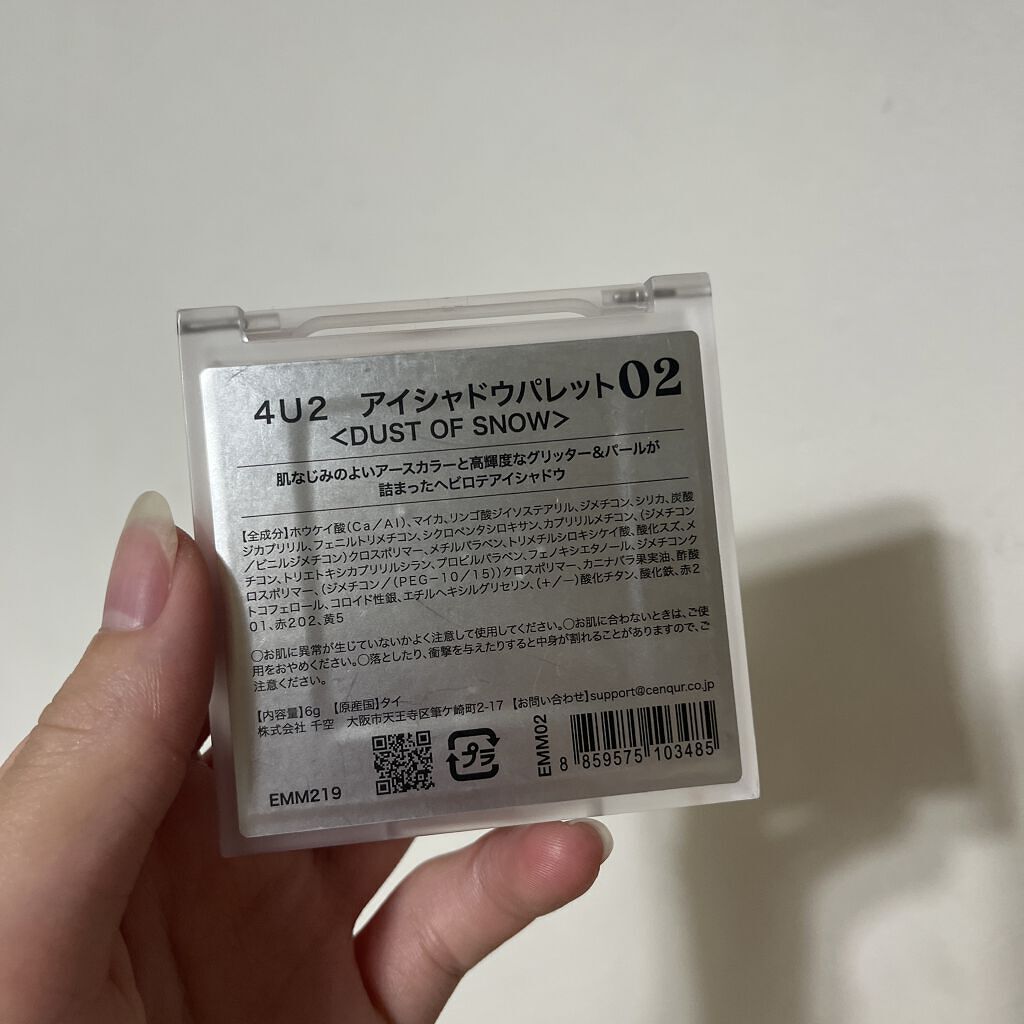 4U2 アイシャドウパレット02
<DUST OF SNOW>
肌なじみのよいアースカラーと高輝度なグリッター&パールが
詰まったヘビロテアイシャドウ
【全成分】ホウケイ酸(Ca/Al)、マイカ、リンゴ酸ジイソステアリル、ジメチコン、シリカ、炭酸
ジカプリリル、フェニルトリメチコン、シクロペンタシロキサン、カプリリルメチコン、(ジメチコン
/ビニルジメチコン)クロスポリマー、メチルパラベン、トリメチルシロキシケイ酸、酸化スズ、メ
チコン、トリエトキシカプリリルシラン、プロピルパラベン、フェノキシエタノール、ジメチコンク
ロスポリマー、(ジメチコン/(PEG-10/15))クロスポリマー、カニナバラ果実油、酢酸
トコフェロール、コロイド性銀、エチルヘキシルグリセリン、(+/-)酸化チタン、酸化鉄、赤2
01、赤202、黄5
○お肌に異常が生じていないかよく注意して使用してください。○お肌に合わないときは、ご使
用をおやめください。○落としたり、衝撃を与えたりすると中身が割れることがありますので、ご
注意ください。
【内容量】6g 【原産国】タイ
株式会社 千空 大阪市天王寺区筆ケ崎町2-17 【お問い合わせ】support@cenqur.co.jp
プラ
EMM02
8 859575 103485
EMM219